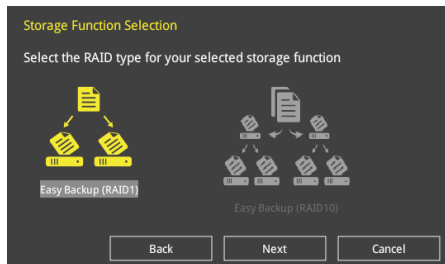 Storage Function Selection
Select the RAID type for your selected storage function
Easy Backup (RAID1)
Easy Backup (RAID10)
Back
Next
Cancel